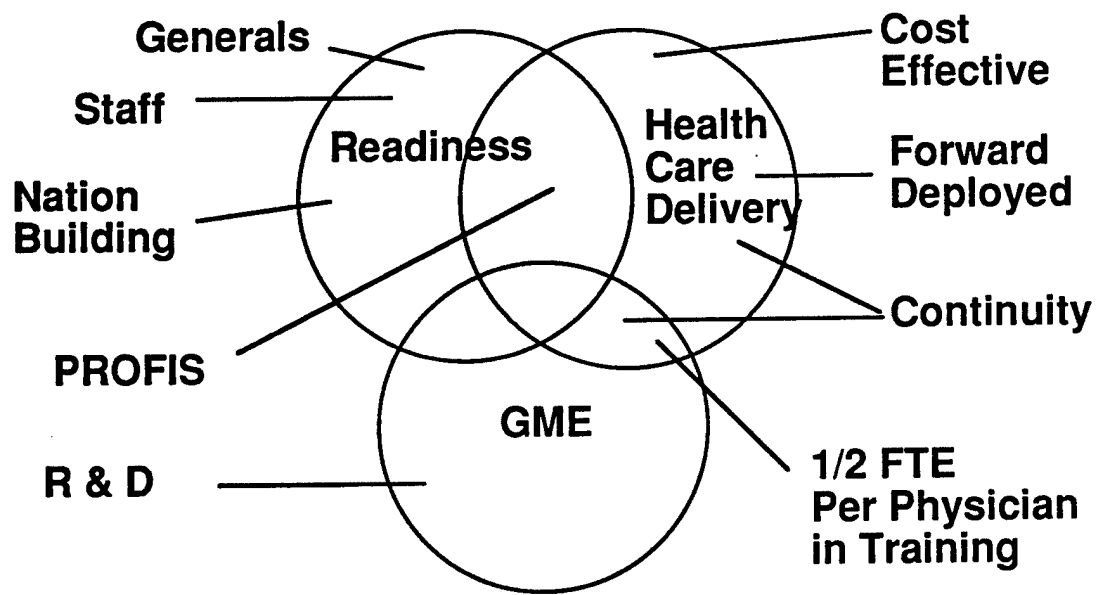 Generals
Staff
Nation
Building
PROFIS
R & D
Readiness
Health
Care
Delivery
GME
Cost
Effective
Forward
Deployed
Continuity
1/2 FTE
Per Physician
in Training